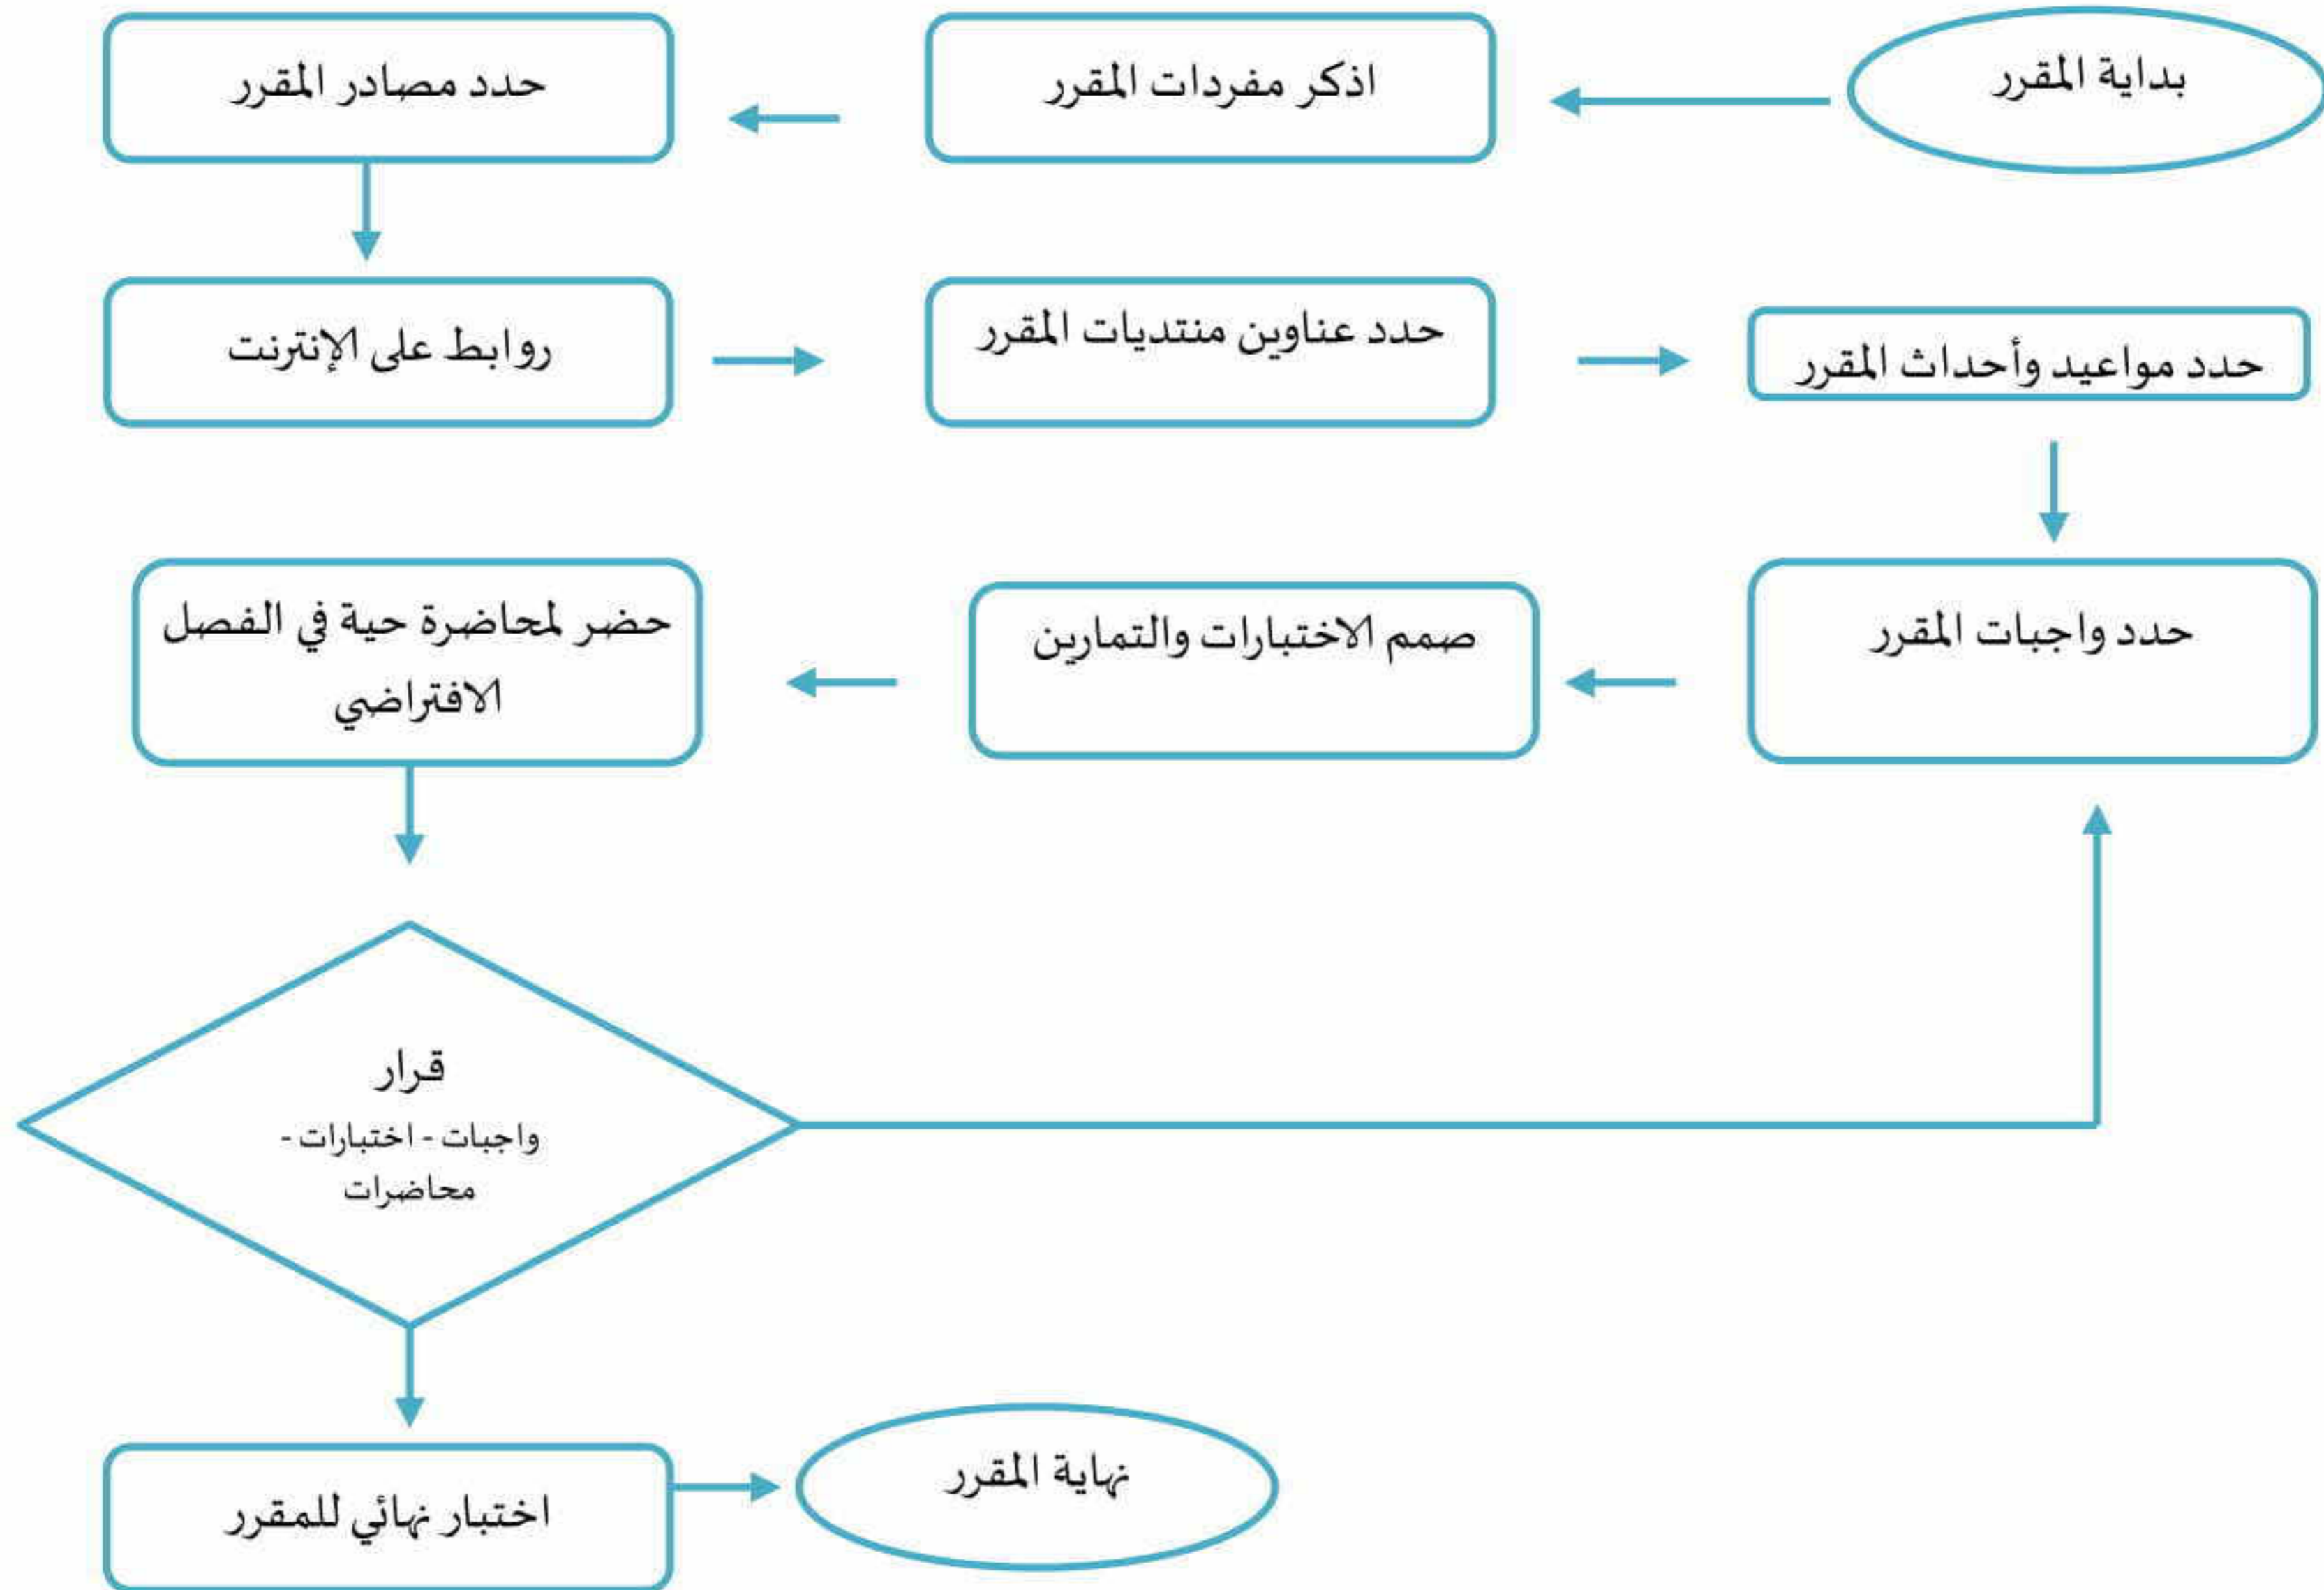 بداية المقرر
اذكر مفردات المقرر
حدد مصادر المقرر
روابط على الإنترنت
حدد عناوين منتديات المقرر
حدد مواعيد وأحداث المقرر
حدد واجبات المقرر
صمم الاختبارات والتمارين
حضر لمحاضرة حية في الفصل
الافتراضي
قرار
واجبات - اختبارات -
محاضرات
اختبار نهائي للمقرر
نهاية المقرر